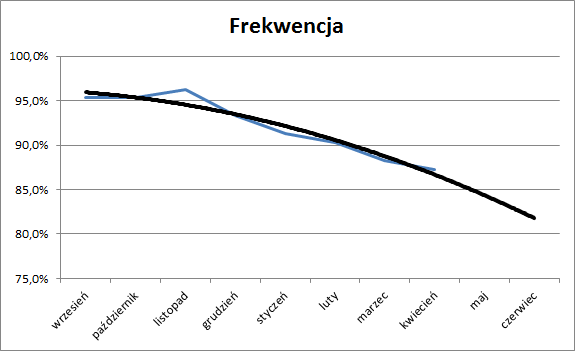 Frekwencja
100,0%
95,0%
90,0%
85,0%
80,0%
75,0%
wrzesień
październik
listopad
grudzień
styczeń
luty
marzec
kwiecień
maj
czerwiec